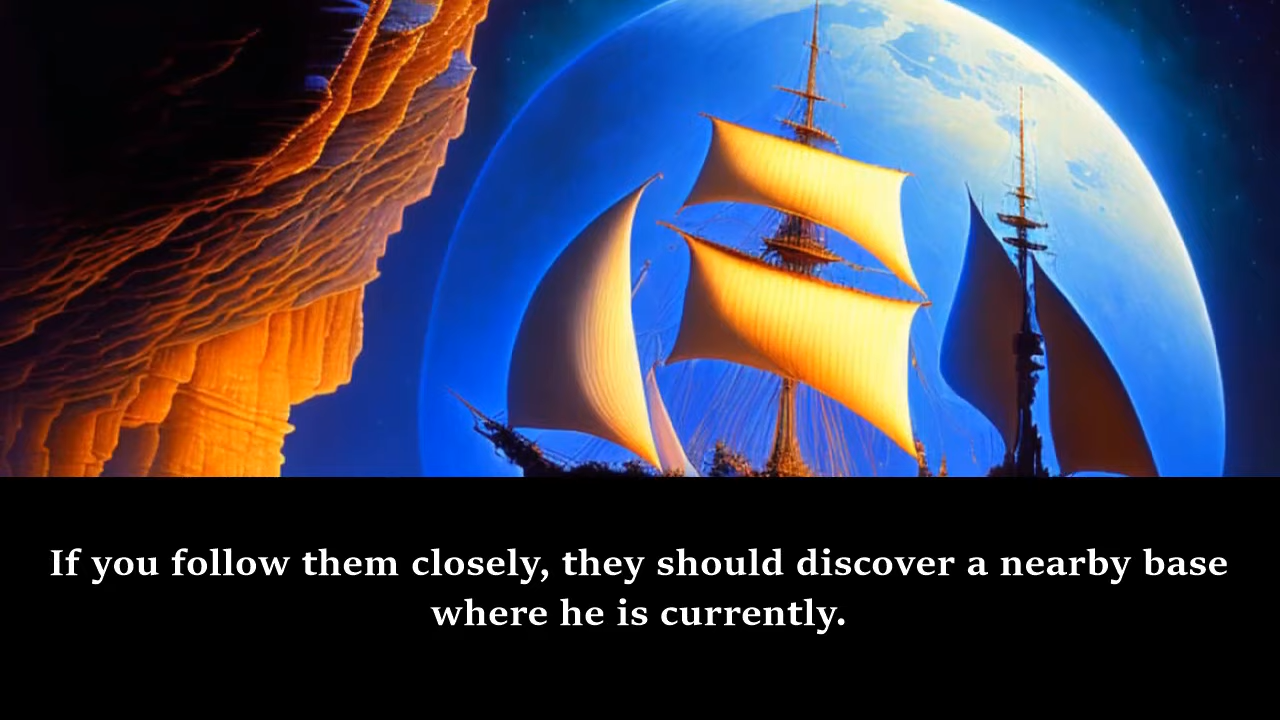 If you follow them closely, they should discover a nearby base
where he is currently.